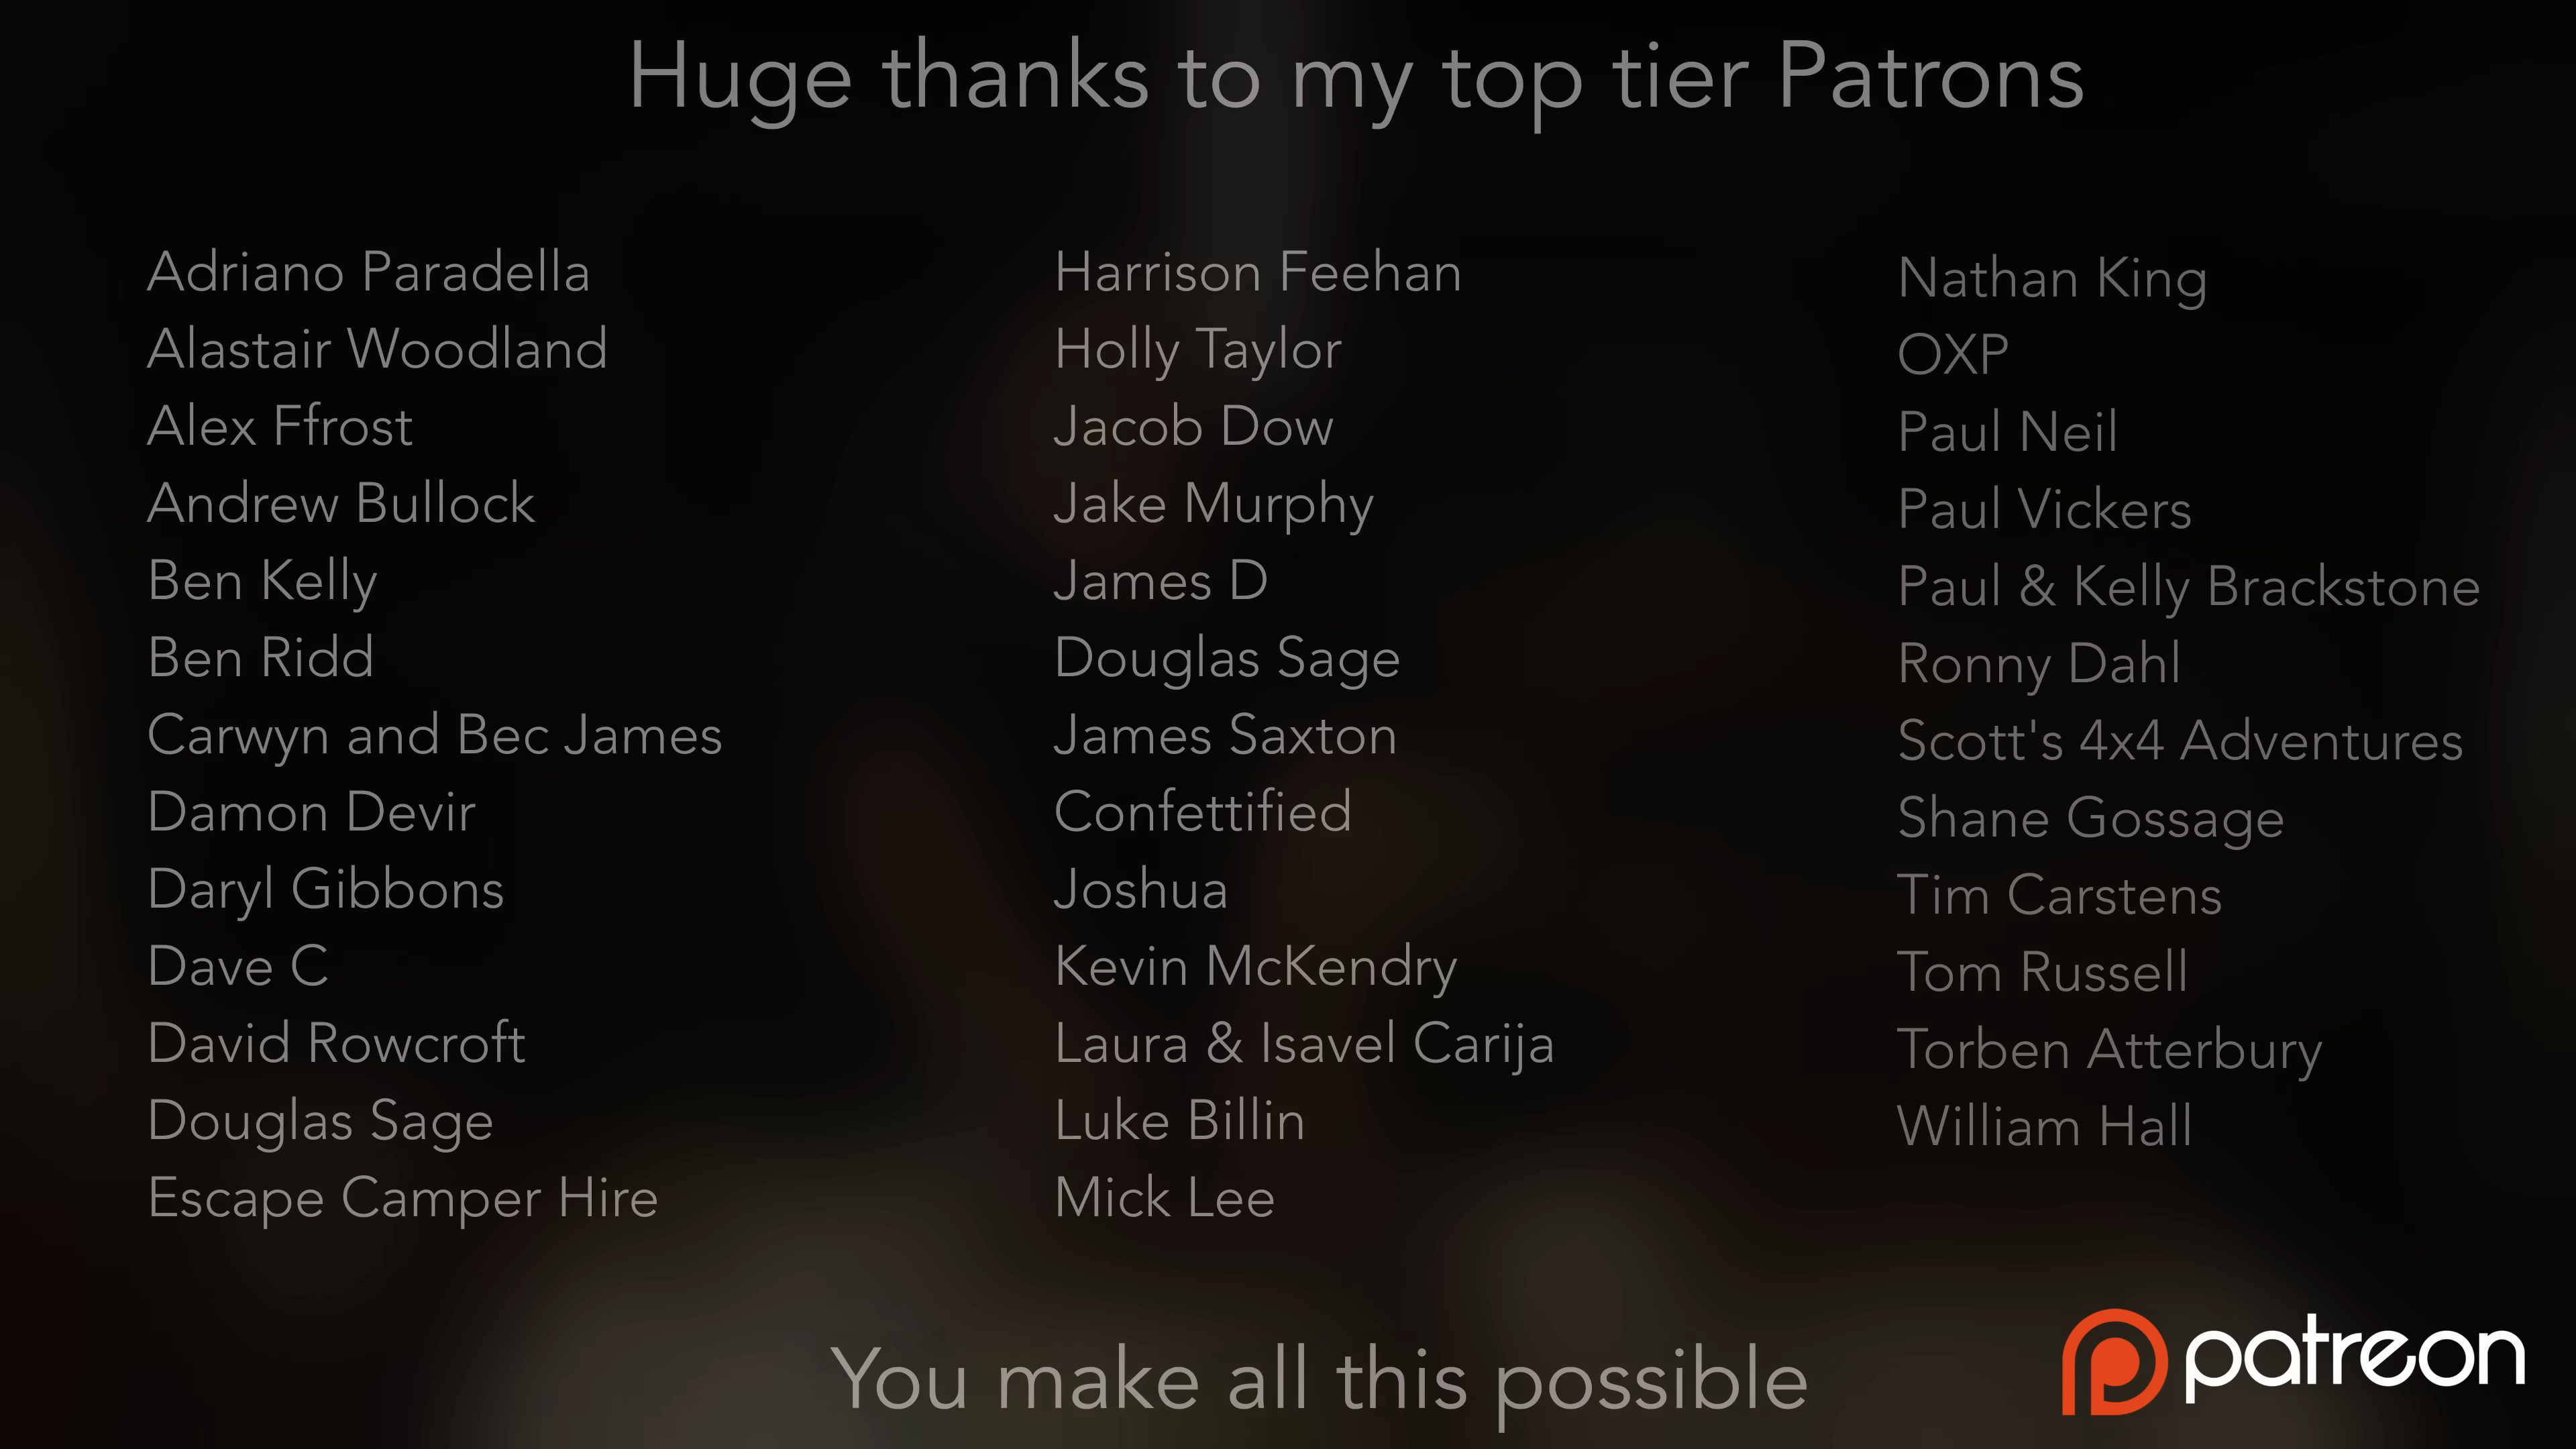 Huge thanks to my top tier Patrons
Adriano Paradella
Alastair Woodland
Alex Ffrost
Andrew Bullock
Ben Kelly
Ben Ridd
Carwyn and Bec James
Damon Devir
Daryl Gibbons
Dave C
David Rowcroft
Douglas Sage
Escape Camper Hire
Harrison Feehan
Holly Taylor
Jacob Dow
Jake Murphy
James D
Douglas Sage
James Saxton
Confettified
Joshua
Kevin McKendry
Laura & Isavel Carija
Luke Billin
Mick Lee
Nathan King
OXP
Paul Neil
Paul Vickers
Paul & Kelly Brackstone
Ronny Dahl
Scott's 4x4 Adventures
Shane Gossage
Tim Carstens
Tom Russell
Torben Atterbury
William Hall
You make all this possible
patreon